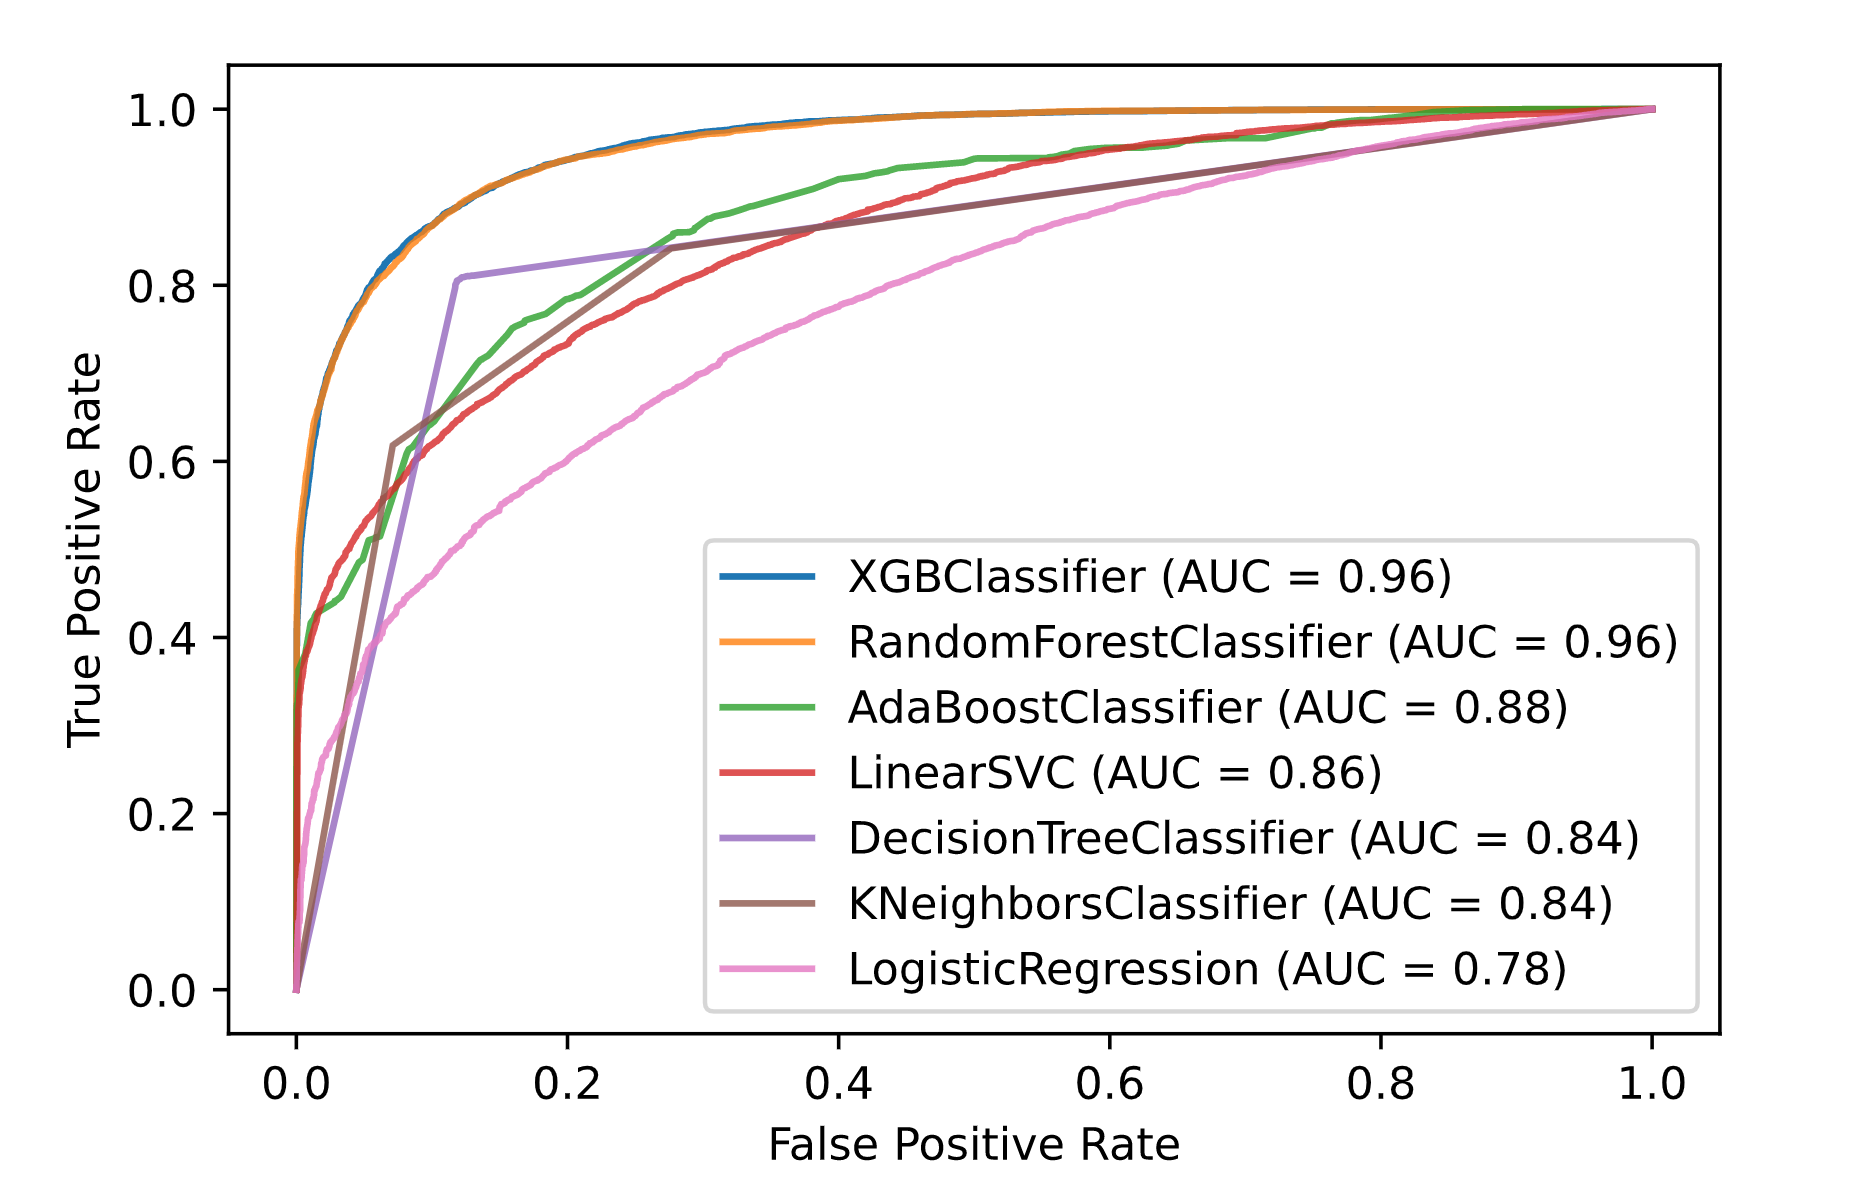 1.0
0.8
0.6
0.4
0.2
0.0
True Positive Rate
XGBClassifier (AUC = 0.96)
RandomForestClassifier (AUC = 0.96)
AdaBoostClassifier (AUC = 0.88)
LinearSVC (AUC = 0.86)
DecisionTreeClassifier (AUC = 0.84)
KNeighborsClassifier (AUC = 0.84)
LogisticRegression (AUC = 0.78)
0.0 0.2 0.4 0.6 0.8 1.0
False Positive Rate